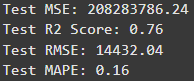 Test MSE: 208283786.24
Test R2 Score: 0.76
Test RMSE: 14432.04
Test MAPE: 0.16